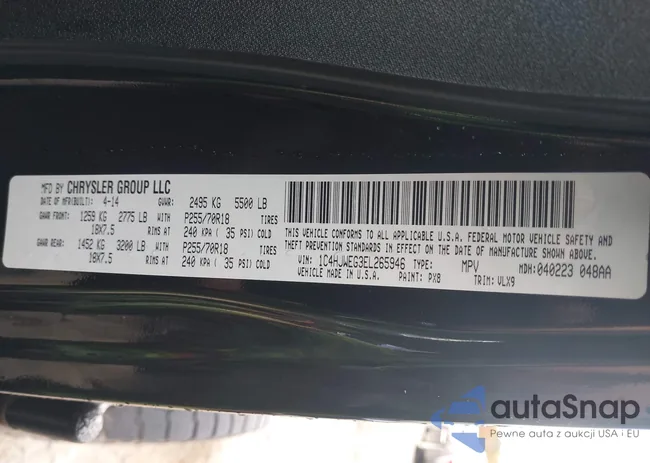 MFD BY CHRYSLER GROUP LLC
DATE OF MFR(BUILT): 4-14 GVWR: 2495 KG 5500 LB
GAWR FRONT: 1259 KG 2775 LB WITH P255/70R18 TIRES
18X7.5 RIMS AT 240 KPA ( 35 PSI) COLD
GAWR REAR: 1452 KG 3200 LB WITH P255/70R18 TIRES
18X7.5 RIMS AT 240 KPA ( 35 PSI) COLD
THIS VEHICLE CONFORMS TO ALL APPLICABLE U.S.A. FEDERAL MOTOR VEHICLE SAFETY AND
THEFT PREVENTION STANDARDS IN EFFECT ON THE DATE OF MANUFACTURE SHOWN ABOVE.
VIN: 1C4HJWEG3EL265946 TYPE: MPV MDH: 040223 048AA
VEHICLE MADE IN U.S.A. PAINT: PX8 TRIM: VLX9
autaSnap
Pewne auta z aukcji USA i EU